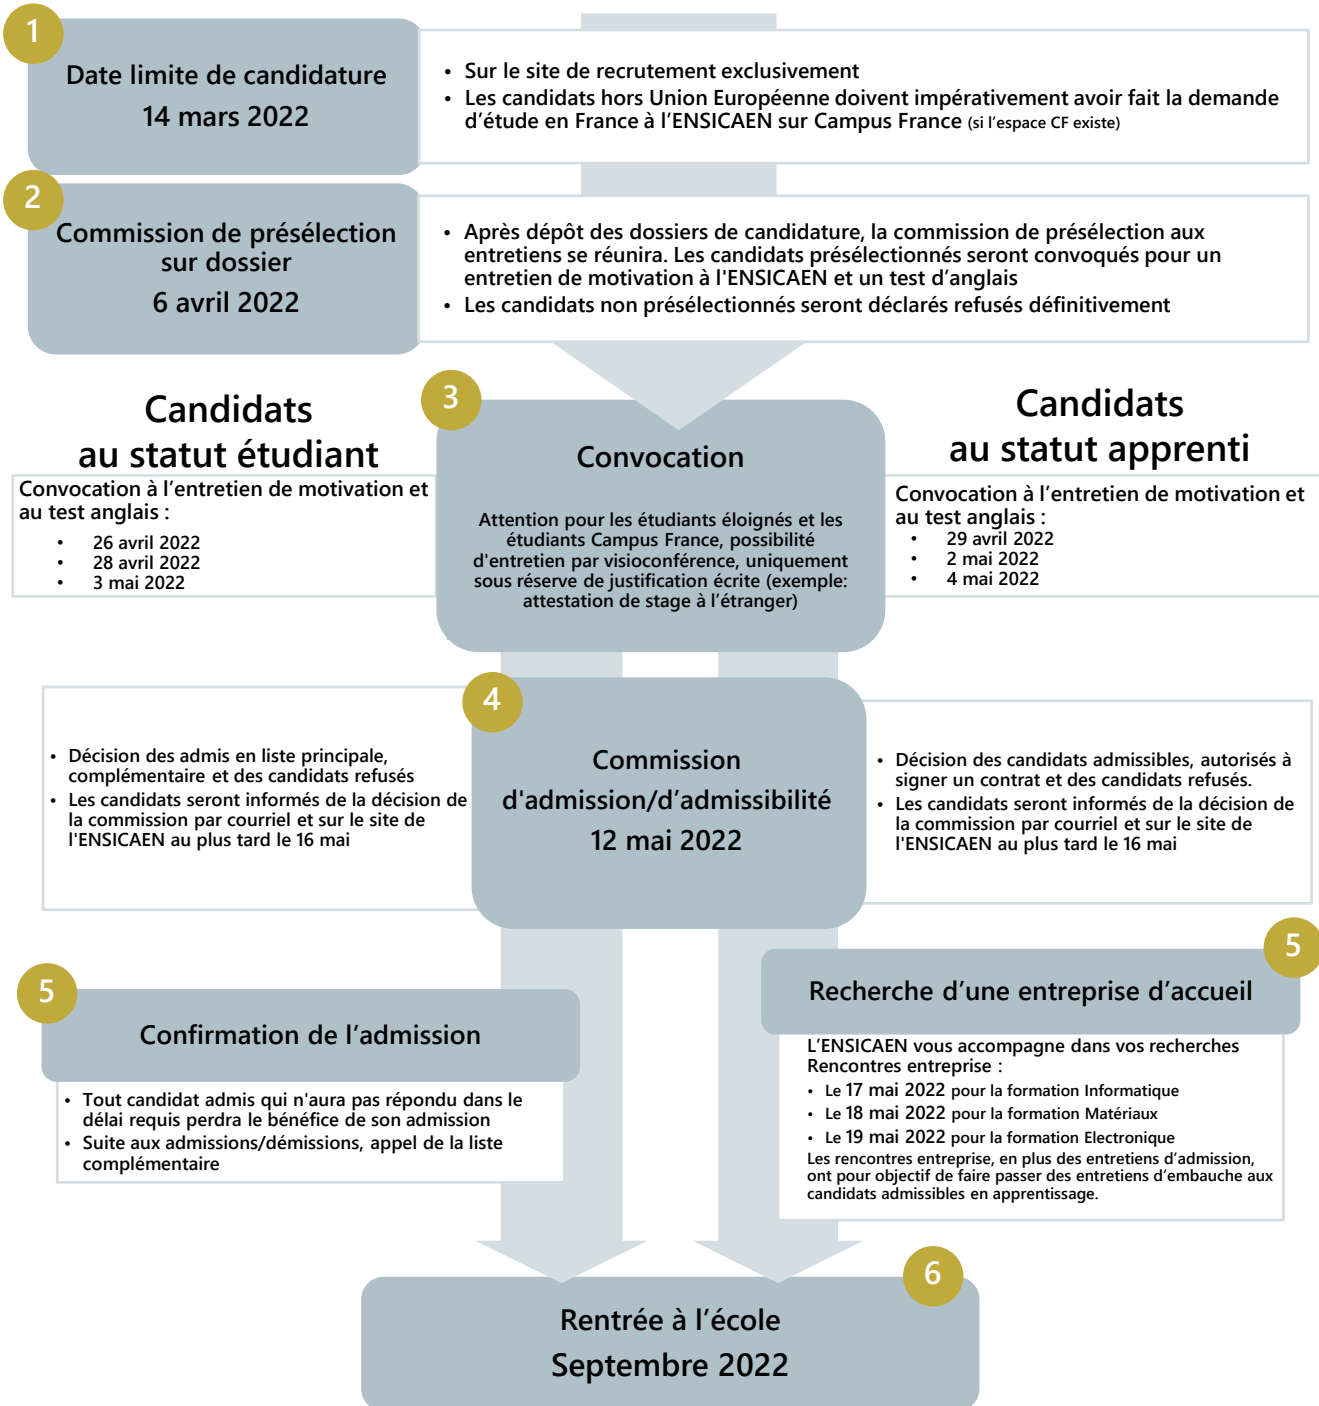 1
Date limite de candidature
14 mars 2022
• Sur le site de recrutement exclusivement
• Les candidats hors Union Européenne doivent impérativement avoir fait la demande
d'étude en France à l'ENSICAEN sur Campus France (si l'espace CF existe)
2
Commission de présélection
sur dossier
6 avril 2022
• Après dépôt des dossiers de candidature, la commission de présélection aux
entretiens se réunira. Les candidats présélectionnés seront convoqués pour un
entretien de motivation à l'ENSICAEN et un test d'anglais
• Les candidats non présélectionnés seront déclarés refusés définitivement
Candidats
au statut étudiant
Convocation à l'entretien de motivation et
au test anglais :
• 26 avril 2022
• 28 avril 2022
• 3 mai 2022
3
Convocation
Attention pour les étudiants éloignés et les
étudiants Campus France, possibilité
d'entretien par visioconférence, uniquement
sous réserve de justification écrite (exemple:
attestation de stage à l'étranger)
Candidats
au statut apprenti
Convocation à l'entretien de motivation et
au test anglais :
• 29 avril 2022
• 2 mai 2022
• 4 mai 2022
4
Commission
d'admission/d'admissibilité
12 mai 2022
• Décision des admis en liste principale,
complémentaire et des candidats refusés
• Les candidats seront informés de la décision de
la commission par courriel et sur le site de
l'ENSICAEN au plus tard le 16 mai
• Décision des candidats admissibles, autorisés à
signer un contrat et des candidats refusés.
• Les candidats seront informés de la décision de
la commission par courriel et sur le site de
l'ENSICAEN au plus tard le 16 mai
5
Confirmation de l'admission
• Tout candidat admis qui n'aura pas répondu dans le
délai requis perdra le bénéfice de son admission
• Suite aux admissions/démissions, appel de la liste
complémentaire
5
Recherche d'une entreprise d'accueil
L'ENSICAEN vous accompagne dans vos recherches
Rencontres entreprise :
• Le 17 mai 2022 pour la formation Informatique
• Le 18 mai 2022 pour la formation Matériaux
• Le 19 mai 2022 pour la formation Electronique
Les rencontres entreprise, en plus des entretiens d'admission,
ont pour objectif de faire passer des entretiens d'embauche aux
candidats admissibles en apprentissage.
6
Rentrée à l'école
Septembre 2022